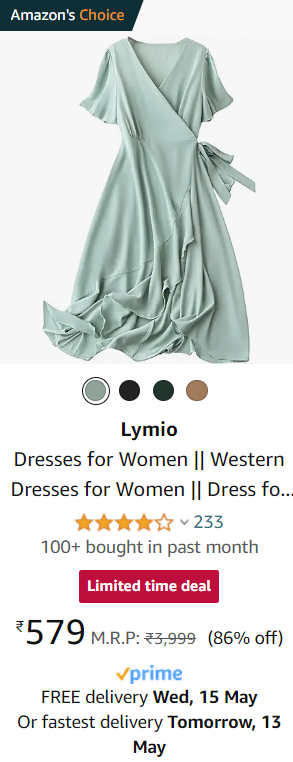 Amazon's Choice
Lymio
Dresses for Women || Western
Dresses for Women || Dress fo...
233
100+ bought in past month
Limited time deal
₹579 M.R.P: ₹3,999 (86% off)
prime
FREE delivery Wed, 15 May
Or fastest delivery Tomorrow, 13
May